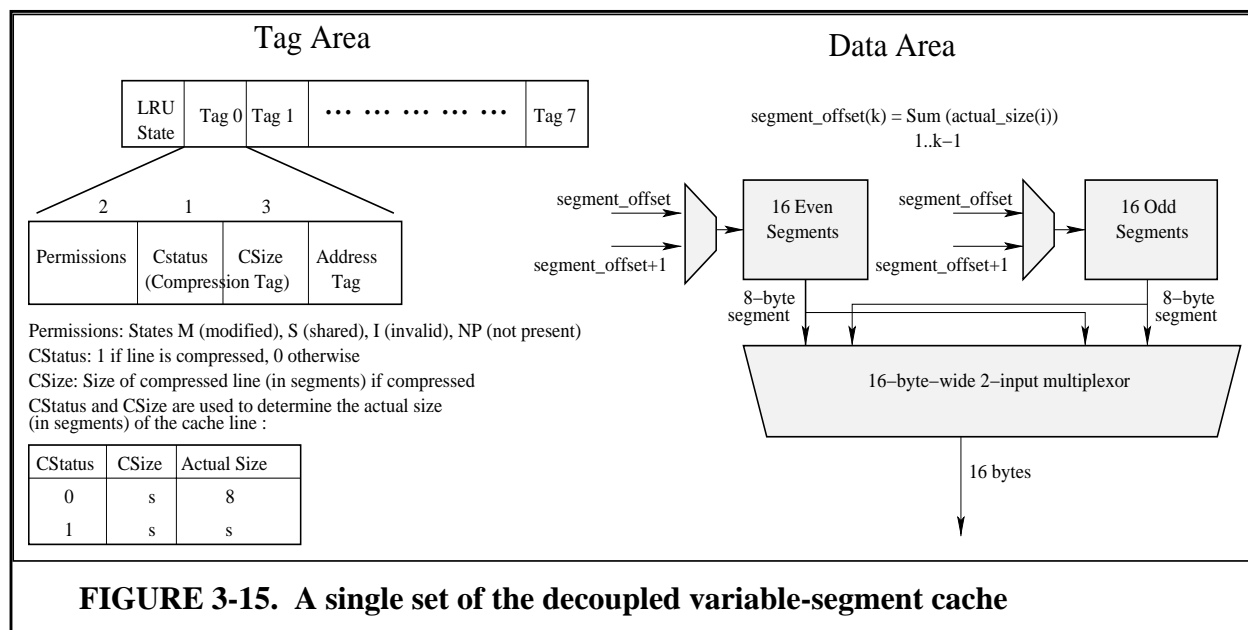 Tag Area
LRU State
Tag 0
Tag 1
... ... ... ... ...
Tag 7
2
1
3
Permissions
Cstatus
CSize
(Compression Tag)
Address Tag
Permissions: States M (modified), S (shared), I (invalid), NP (not present)
CStatus: 1 if line is compressed, 0 otherwise
CSize: Size of compressed line (in segments) if compressed
CStatus and CSize are used to determine the actual size
(in segments) of the cache line :
CStatus CSize Actual Size
0 s 8
1 s s
Data Area
segment_offset(k) = Sum (actual_size(i))
1..k−1
segment_offset
segment_offset+1
16 Even
Segments
segment_offset
segment_offset+1
16 Odd
Segments
8−byte
segment
8−byte
segment
16−byte−wide 2−input multiplexor
16 bytes
FIGURE 3-15. A single set of the decoupled variable-segment cache